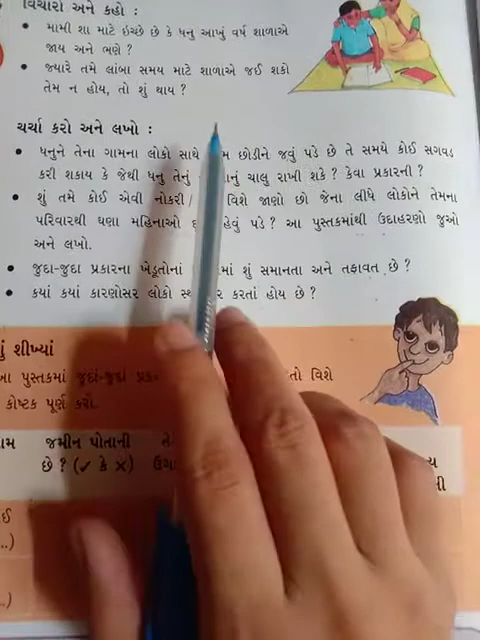 વિચારો અને કહો :
• મામી શા માટે ઇચ્છે છે કે ધનુ આખું વર્ષ શાળાએ
જાય અને ભણે ?
• જ્યારે તમે લાંબા સમય માટે શાળાએ જઈ શકો
તેમ ન હોય, તો શું થાય ?
ચર્ચા કરો અને લખો :
• ધનુને તેના ગામના લોકો સાથે છોડીને જવું પડે છે તે સમયે કોઈ સગવડ
કરી શકાય કે જેથી ધનુ તેનું ચાલુ રાખી શકે ? કેવા પ્રકારની ?
• શું તમે કોઈ એવી નોકરી / વિશે જાણો છો જેના લીધે લોકોને તેમના
પરિવારથી ઘણા મહિનાઓ પડે ? આ પુસ્તકમાંથી ઉદાહરણો જુઓ
અને લખો.
• જુદા-જુદા પ્રકારના ખેડૂતોનાં શું સમાનતા અને તફાવત છે ?
• કયાં કયાં કારણોસર લોકો કરતાં હોય છે ?
શીખ્યાં
આ પુસ્તકમાં જુદાં-જુદાં વિશે
કોષ્ટક પૂર્ણ કરો.
જમીન પોતાની
છે ? (✓ કે ✗)